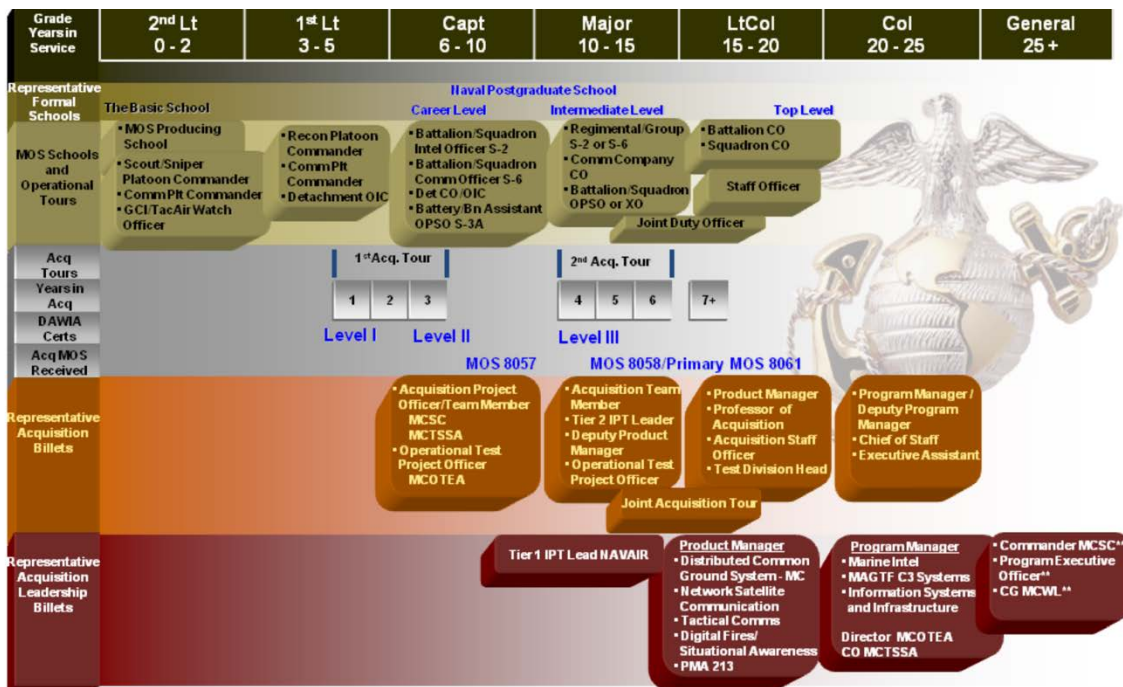 Grade
Years in
Service
2nd Lt
0 - 2
1st Lt
3 - 5
Capt
6 - 10
Major
10 - 15
LtCol
15 - 20
Col
20 - 25
General
25 +
Representative
Formal
Schools
The Basic School
Naval Postgraduate School
Career Level
Intermediate Level
Top Level
MOS Schools
and
Operational
Tours
• MOS Producing
School
• Scout/Sniper
Platoon Commander
• Comm Plt Commander
• GCI/TacAir Watch
Officer
• Recon Platoon
Commander
• Comm Plt
Commander
• Detachment OIC
• Battalion/Squadron
Intel Officer S-2
• Battalion/Squadron
Comm Officer S-6
• Det CO/OIC
• Battery/Bn Assistant
OPSO S-3A
• Regimental/Group
S-2 or S-6
• Comm Company
CO
• Battalion/Squadron
OPSO or XO
• Battalion CO
• Squadron CO
Staff Officer
Joint Duty Officer
Acq
Tours
1st Acq. Tour
2nd Acq. Tour
Years in
Acq
1
2
3
4
5
6
7+
DAWIA
Certs
Level I
Level II
Level III
Acq MOS
Received
MOS 8057
MOS 8058/Primary MOS 8061
Representative
Acquisition
Billets
• Acquisition Project
Officer/Team Member
MCSC
MCTSSA
• Operational Test
Project Officer
MCOTEA
• Acquisition Team
Member
• Tier 2 IPT Leader
• Deputy Product
Manager
• Operational Test
Project Officer
• Product Manager
• Professor of
Acquisition
• Acquisition Staff
Officer
• Test Division Head
• Program Manager /
Deputy Program
Manager
• Chief of Staff
• Executive Assistant
Joint Acquisition Tour
Representative
Acquisition
Leadership
Billets
Tier 1 IPT Lead NAVAIR
Product Manager
• Distributed Common
Ground System - MC
• Network Satellite
Communication
• Tactical Comms
• Digital Fires/
Situational Awareness
• PMA 213
Program Manager
• Marine Intel
• MAGTF C3 Systems
• Information Systems
and Infrastructure
Director MCOTEA
CO MCTSSA
• Commander MCSC**
• Program Executive
Officer**
• CG MCWL**